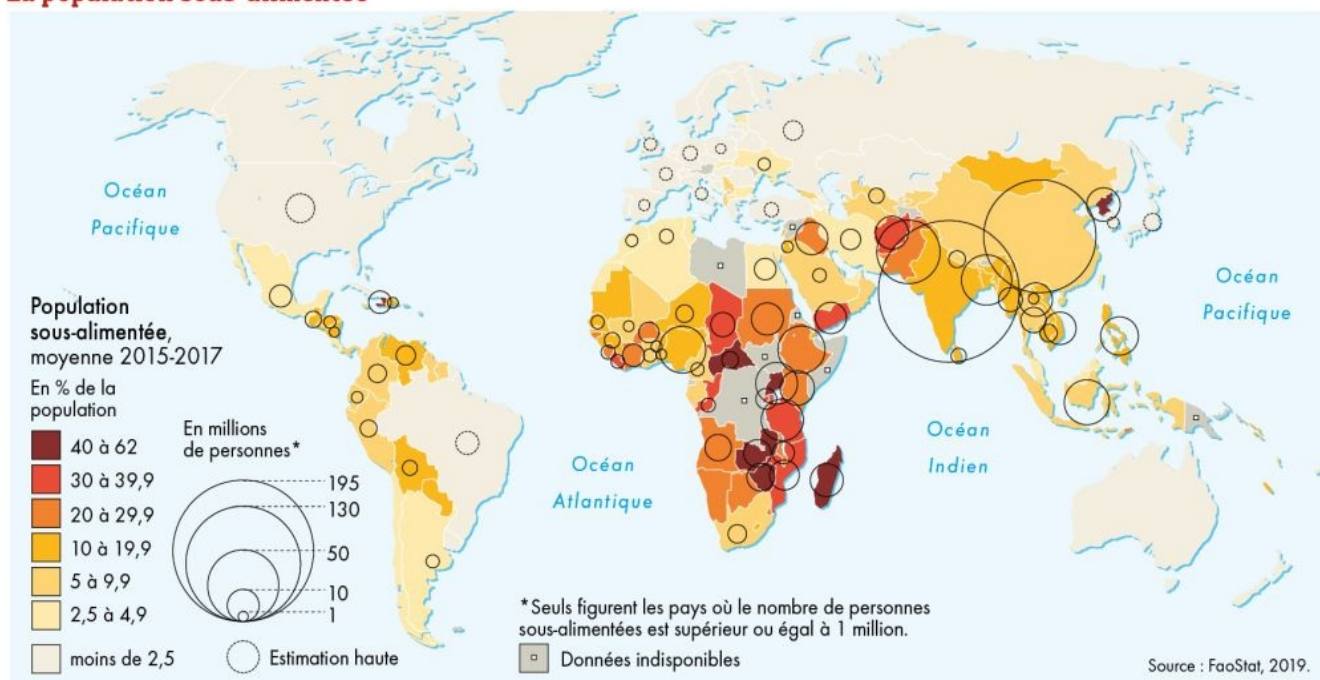 Océan
Pacifique
Océan
Pacifique
Océan
Atlantique
Océan
Indien
Population
sous-alimentée,
moyenne 2015-2017
En % de la
population
40 à 62
30 à 39,9
20 à 29,9
10 à 19,9
5 à 9,9
2,5 à 4,9
moins de 2,5
En millions
de personnes*
195
130
50
10
1
Estimation haute
*Seuls figurent les pays où le nombre de personnes
sous-alimentées est supérieur ou égal à 1 million.
Données indisponibles
Source : FaoStat, 2019.